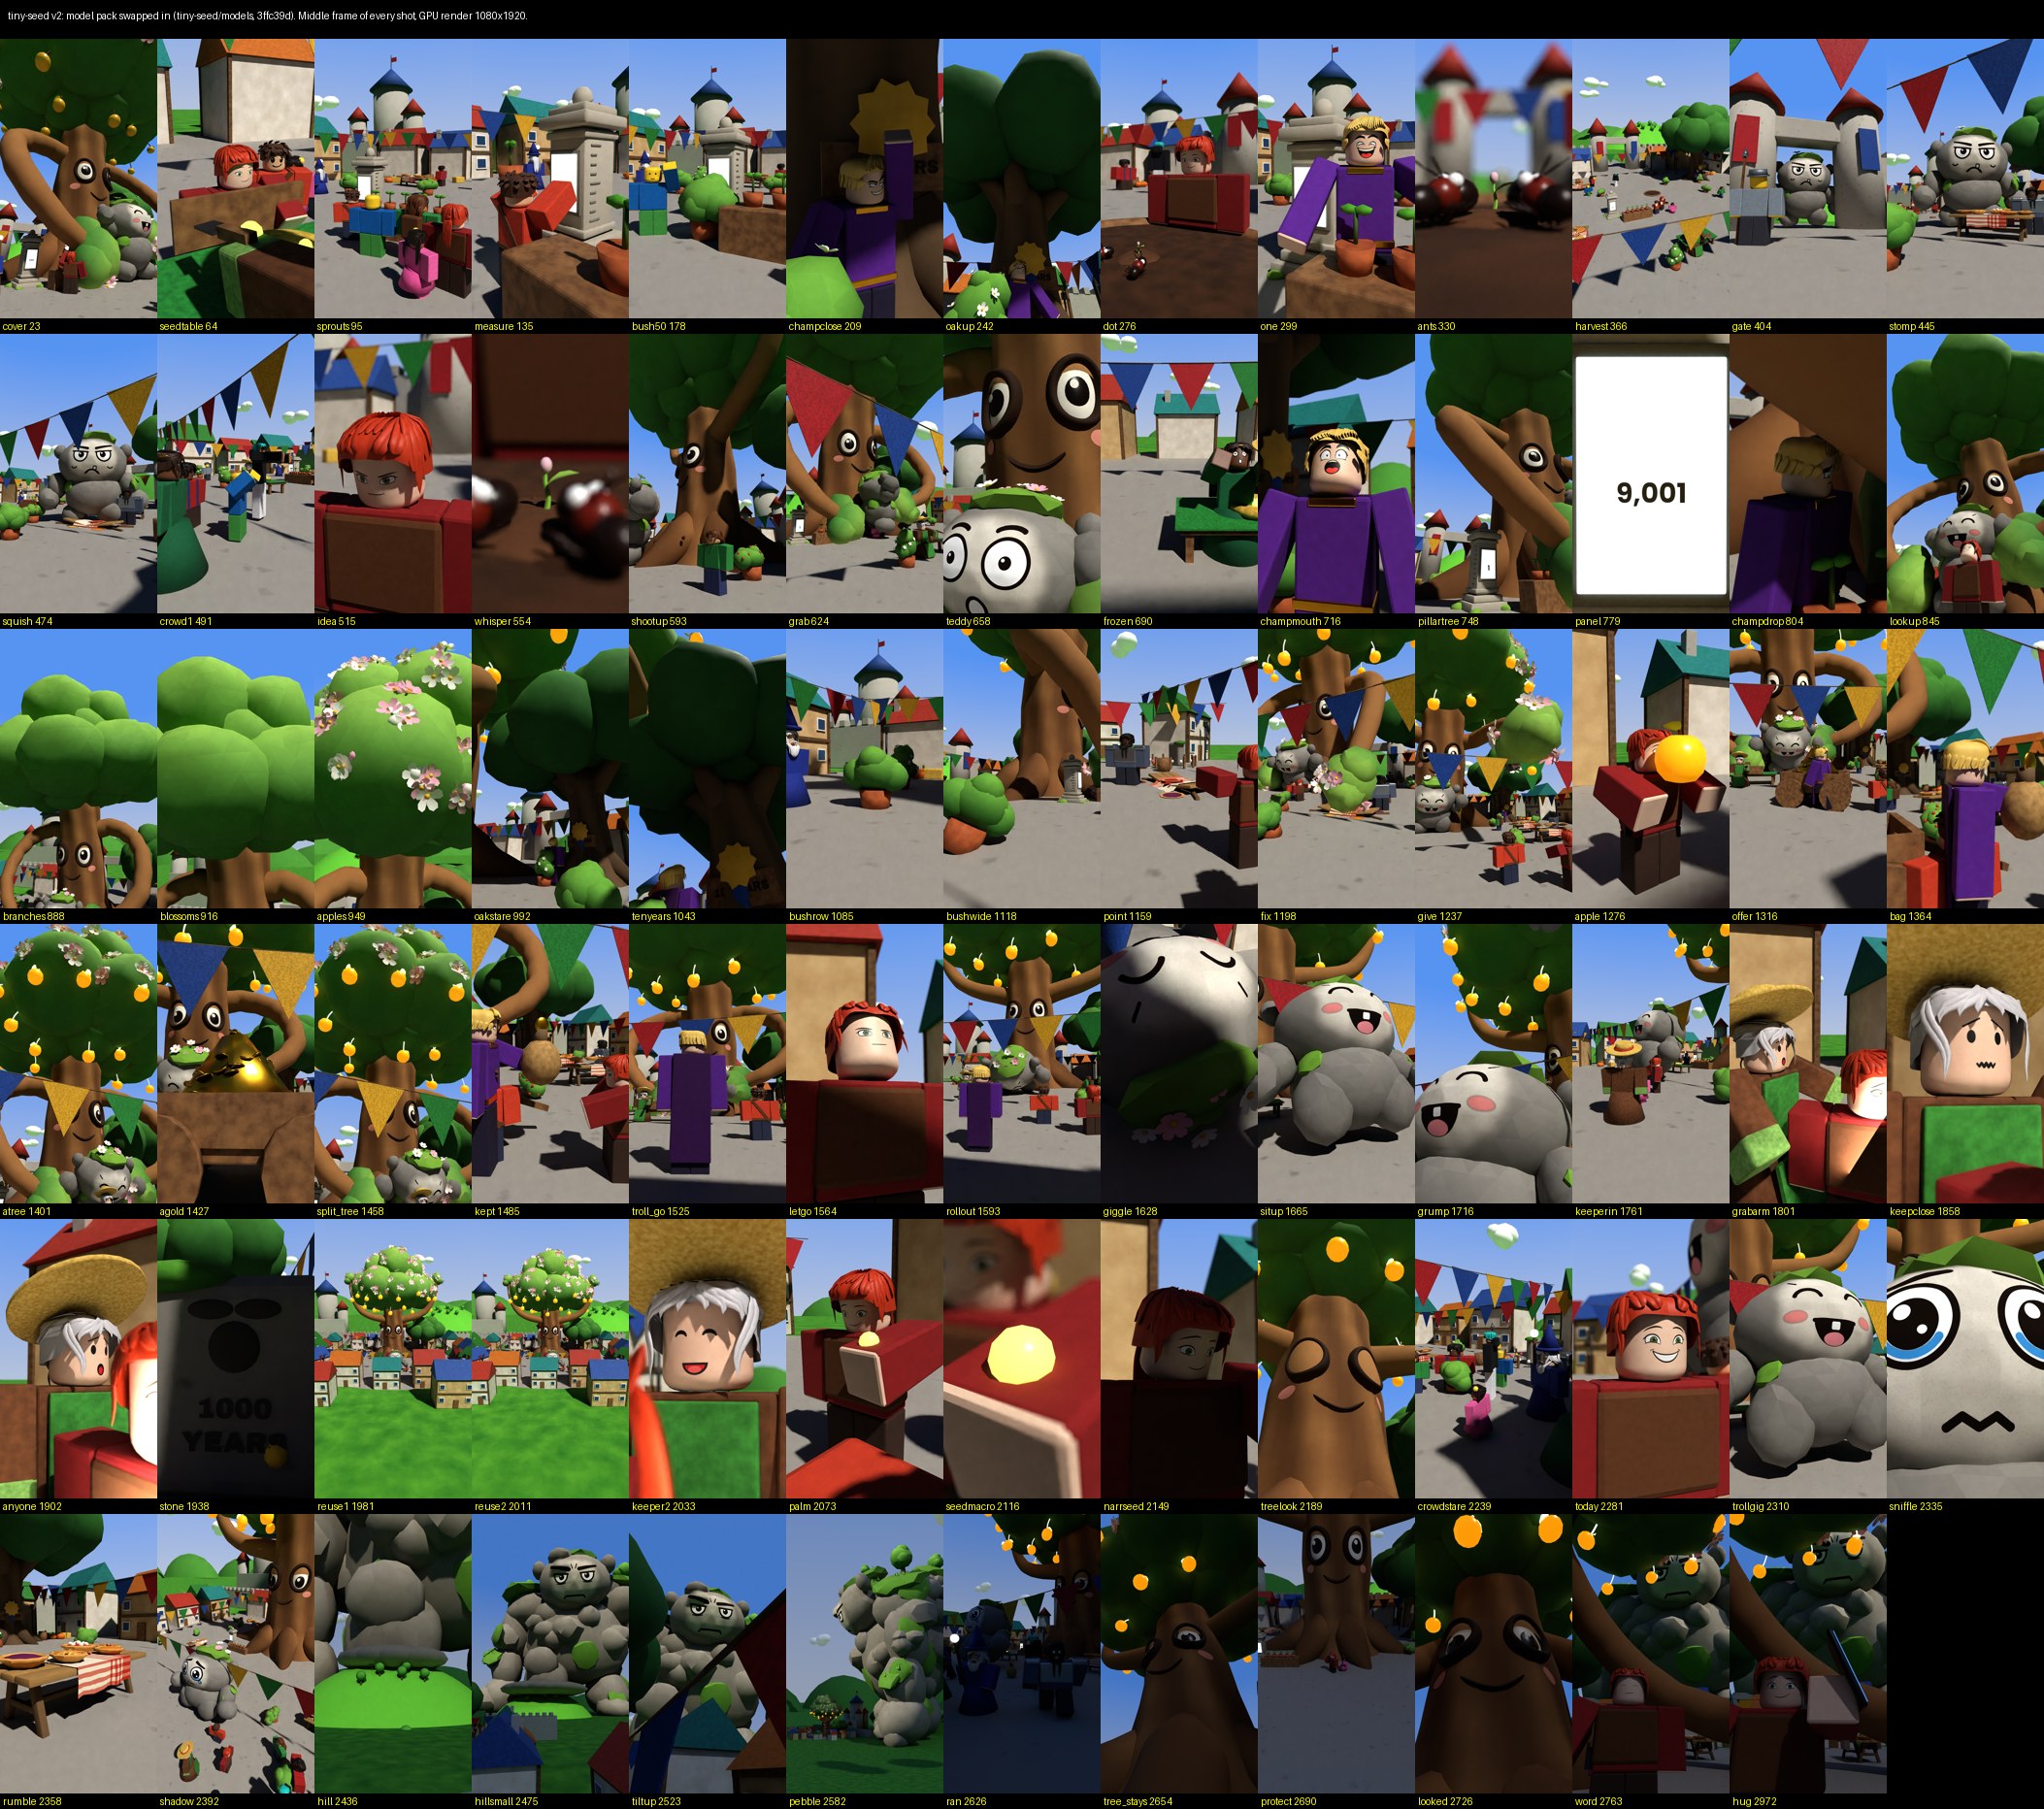 tiny-seed v2: model pack swapped in (tiny-seed/models, 3ffc39d). Middle frame of every shot, GPU render 1080x1920.
cover 23
seedtable 64
sprouts 95
measure 135
bush50 178
champclose 209
oakup 242
dot 276
one 299
ants 330
harvest 366
gate 404
stomp 445
9,001
squish 474
crowd1 491
idea 515
whisper 554
shootup 593
grab 624
teddy 658
frozen 690
champmouth 716
pillartree 748
panel 779
champdrop 804
lookup 845
branches 888
blossoms 916
apples 949
oakstare 992
tenyears 1043
bushrow 1085
bushwide 1118
point 1159
fix 1198
give 1237
apple 1276
offer 1316
bag 1364
atree 1401
agold 1427
split_tree 1458
kept 1485
troll_go 1525
letgo 1564
rollout 1593
giggle 1628
situp 1665
grump 1716
keeperin 1761
grabarm 1801
keepclose 1858
1000
YEARS
anyone 1902
stone 1938
reuse1 1981
reuse2 2011
keeper2 2033
palm 2073
seedmacro 2116
narrseed 2149
treelook 2189
crowdstare 2239
today 2281
trollgig 2310
sniffle 2335
rumble 2358
shadow 2392
hill 2436
hillsmall 2475
tiltup 2523
pebble 2582
ran 2626
tree_stays 2654
protect 2690
looked 2726
word 2763
hug 2972